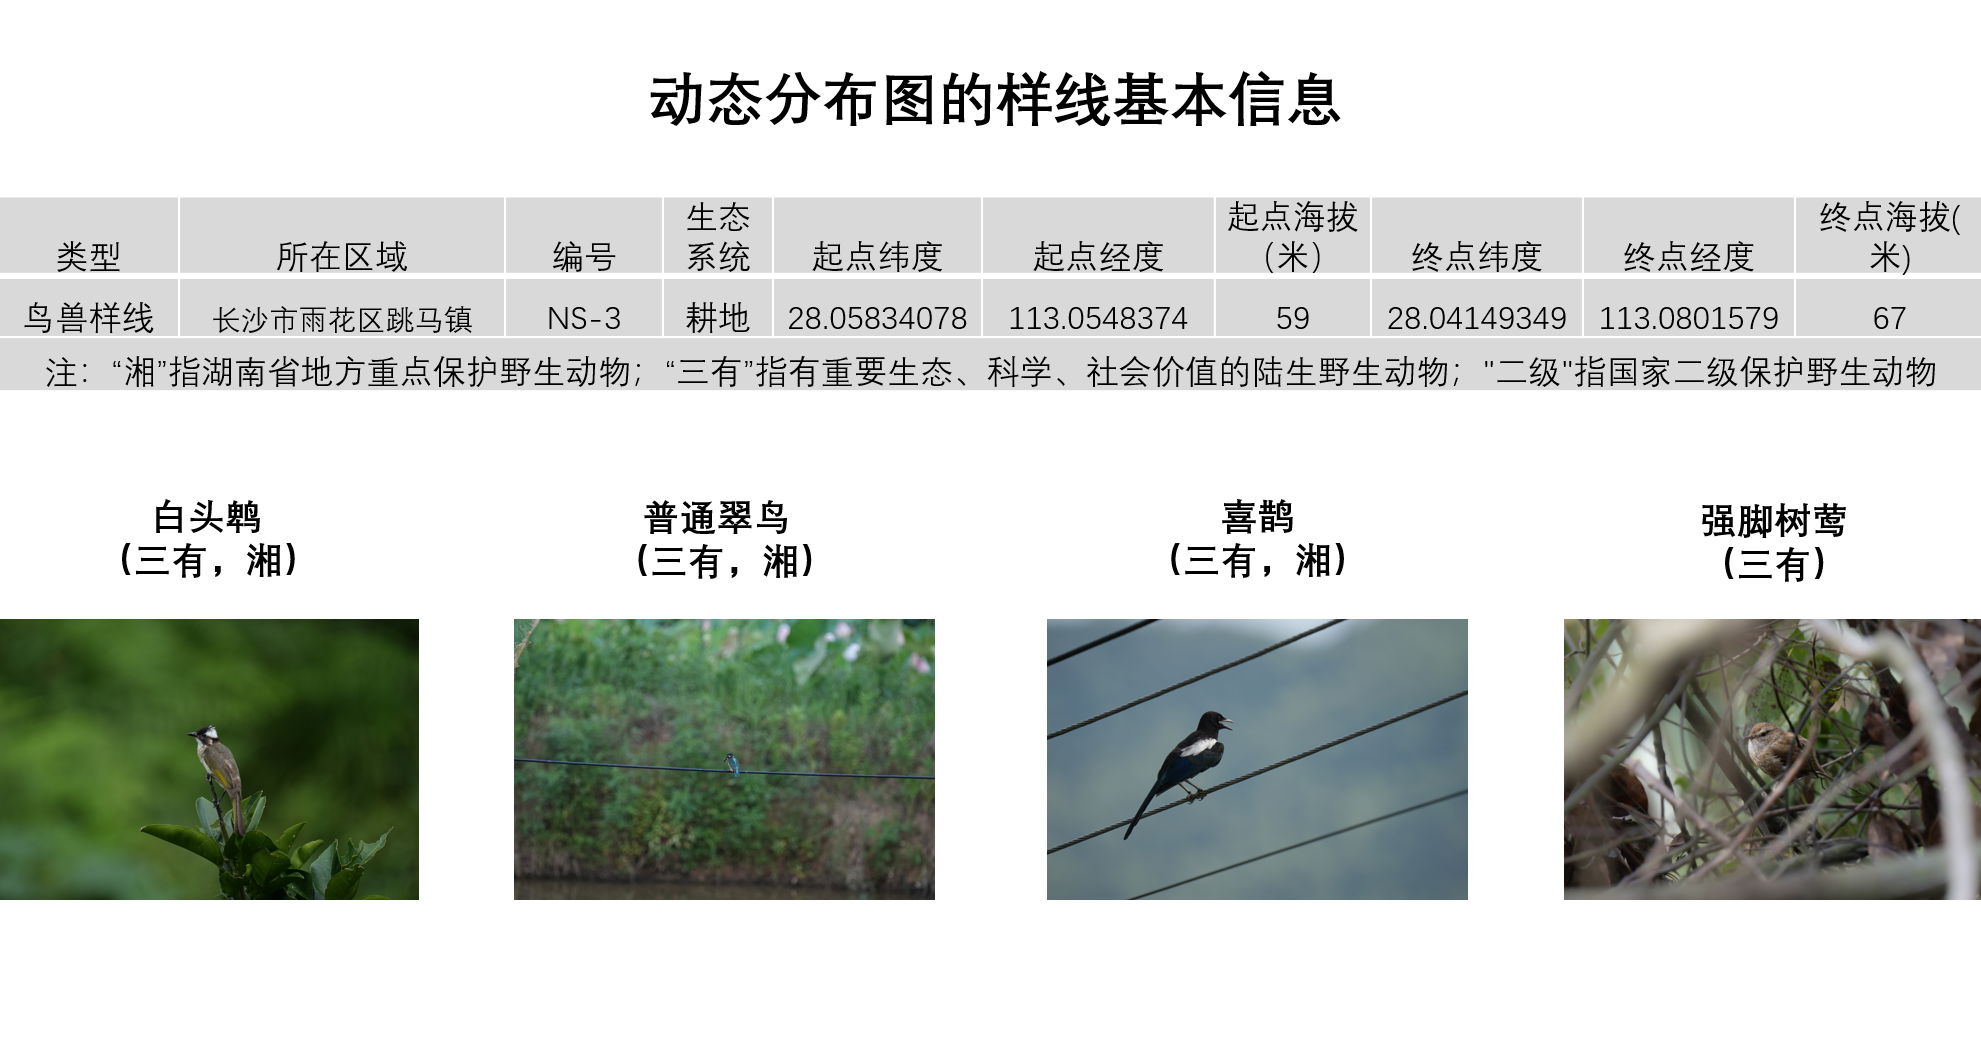 动态分布图的样线基本信息
类型 所在区域 编号 生态系统 起点纬度 起点经度 起点海拔（米） 终点纬度 终点经度 终点海拔(米)
鸟兽样线 长沙市雨花区跳马镇 NS-3 耕地 28.05834078 113.0548374 59 28.04149349 113.0801579 67
注：“湘”指湖南省地方重点保护野生动物；“三有”指有重要生态、科学、社会价值的陆生野生动物；"二级"指国家二级保护野生动物
白头鹎
(三有，湘)
普通翠鸟
(三有，湘)
喜鹊
(三有，湘)
强脚树莺
(三有)